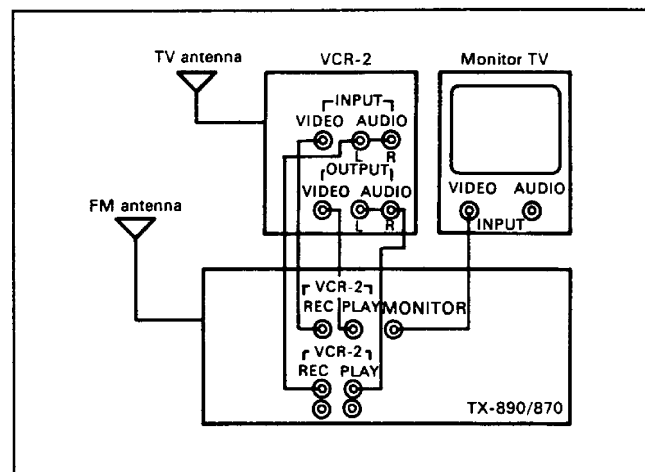 TV antenna
VCR-2
Monitor TV
INPUT
VIDEO AUDIO
L R
OUTPUT
VIDEO AUDIO
L R
VIDEO AUDIO
INPUT
FM antenna
VCR-2
REC PLAY MONITOR
VCR-2
REC PLAY
TX-890/870